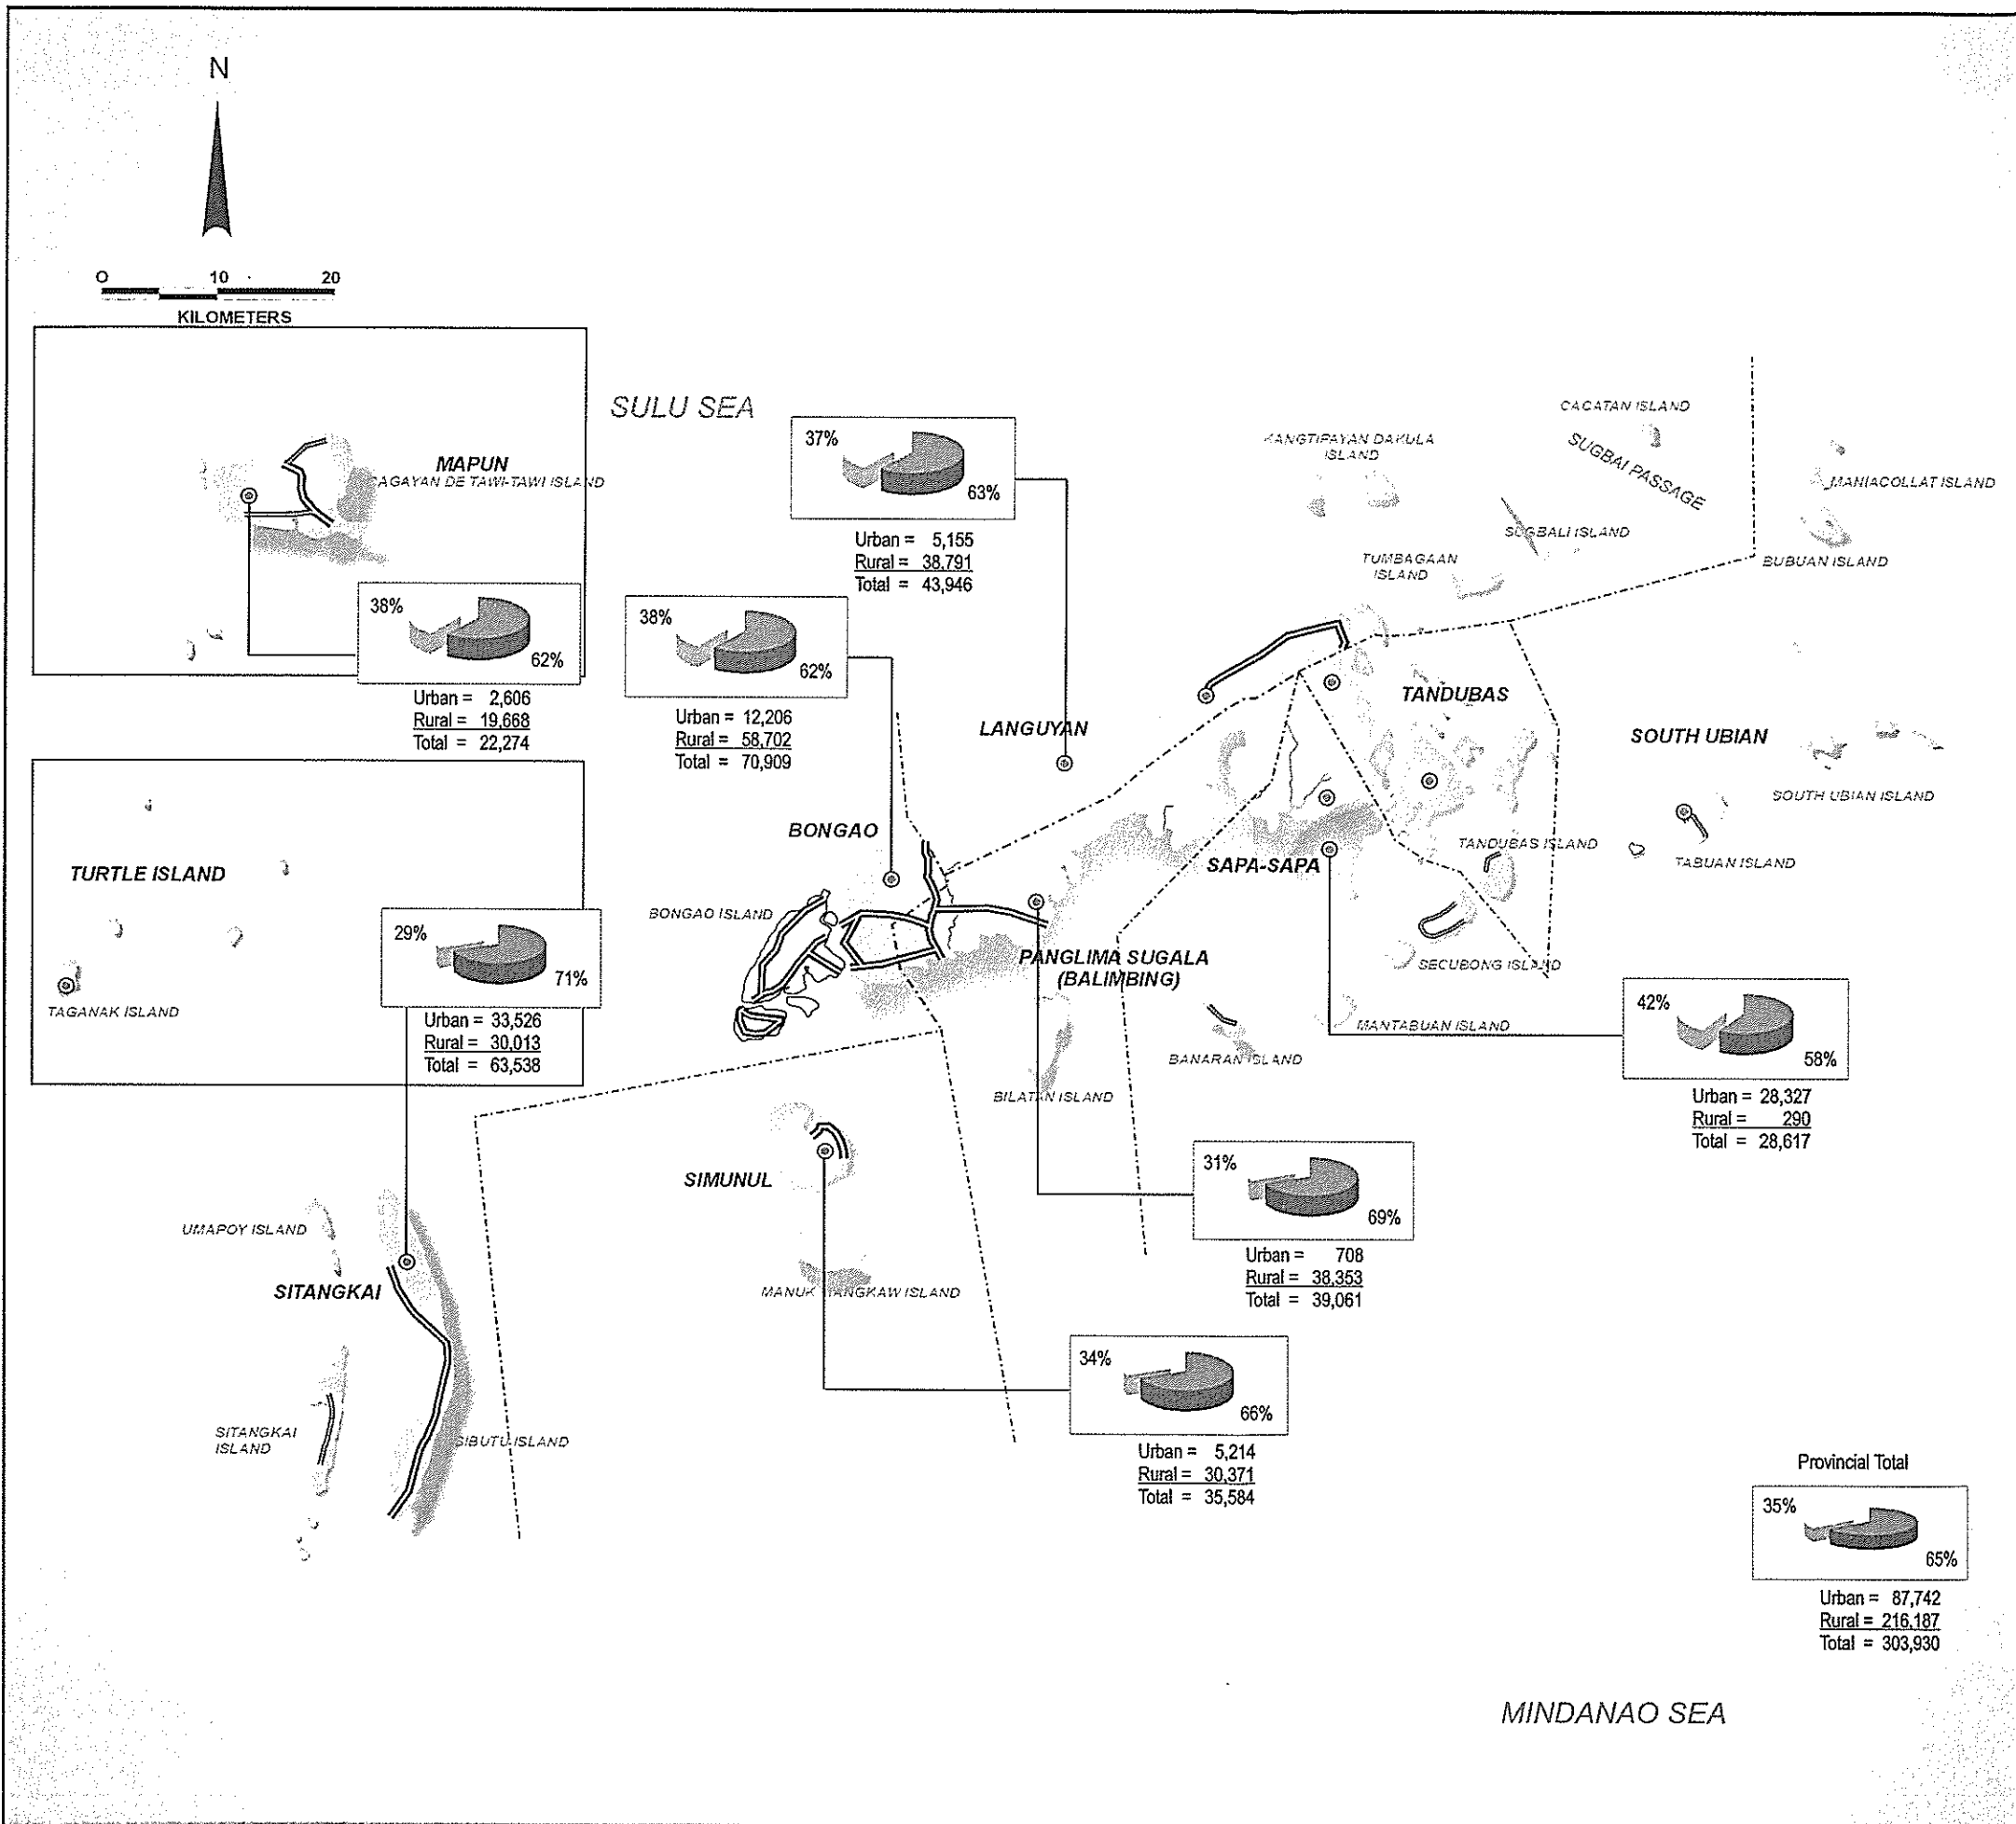 N
O 10 20
KILOMETERS
SULU SEA
MAPUN
CAGAYAN DE TAWI-TAWI ISLAND
38%
62%
Urban = 2,606
Rural = 19,668
Total = 22,274
37%
63%
Urban = 5,155
Rural = 38,791
Total = 43,946
38%
62%
Urban = 12,206
Rural = 58,702
Total = 70,909
CACATAN ISLAND
KANGTIPAYAN DAKULA
ISLAND
SUGBAI PASSAGE
MANIACOLLAT ISLAND
SUGBALI ISLAND
TUMBAGAAN
ISLAND
BUBUAN ISLAND
LANGUYAN
TANDUBAS
SOUTH UBIAN
SOUTH UBIAN ISLAND
BONGAO
SAPA-SAPA
TANDUBAS ISLAND
TABUAN ISLAND
TURTLE ISLAND
TAGANAK ISLAND
BONGAO ISLAND
29%
71%
Urban = 33,526
Rural = 30,013
Total = 63,538
PANGLIMA SUGALA
(BALIMBING)
SECUBONG ISLAND
MANTABUAN ISLAND
BANARAN ISLAND
BILATAN ISLAND
42%
58%
Urban = 28,327
Rural = 290
Total = 28,617
SIMUNUL
31%
69%
Urban = 708
Rural = 38,353
Total = 39,061
UMAPOY ISLAND
SITANGKAI
MANUK MANGKAW ISLAND
34%
66%
Urban = 5,214
Rural = 30,371
Total = 35,584
SITANGKAI
ISLAND
SIBUTU ISLAND
Provincial Total
35%
65%
Urban = 87,742
Rural = 216,187
Total = 303,930
MINDANAO SEA